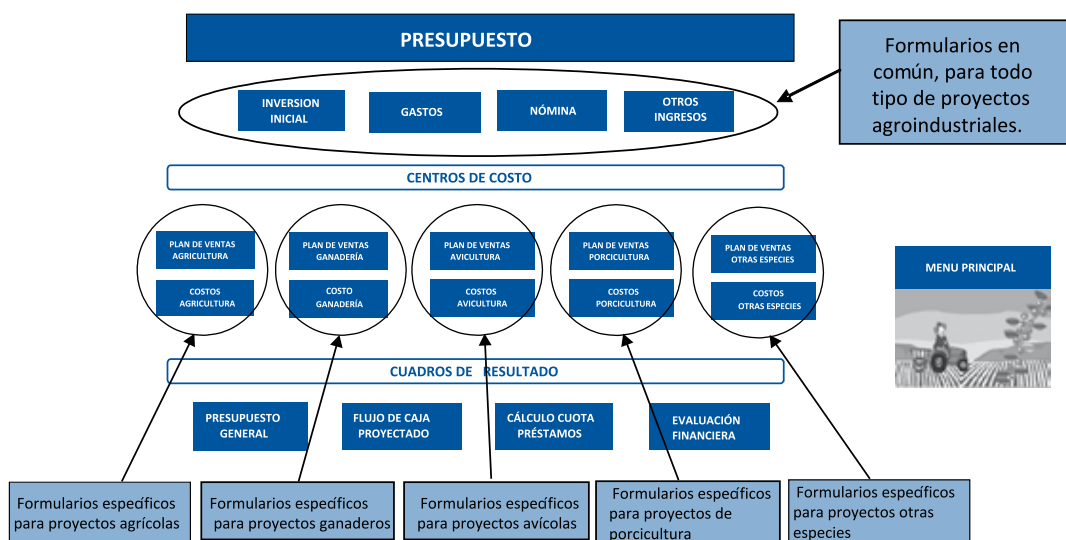 PRESUPUESTO
Formularios en
común, para todo
tipo de proyectos
agroindustriales.
INVERSION
INICIAL
GASTOS
NÓMINA
OTROS
INGRESOS
CENTROS DE COSTO
PLAN DE VENTAS
AGRICULTURA
COSTOS
AGRICULTURA
PLAN DE VENTAS
GANADERÍA
COSTO
GANADERÍA
PLAN DE VENTAS
AVICULTURA
COSTOS
AVICULTURA
PLAN DE VENTAS
PORCICULTURA
COSTOS
PORCICULTURA
PLAN DE VENTAS
OTRAS ESPECIES
COSTOS
OTRAS ESPECIES
MENU PRINCIPAL
CUADROS DE RESULTADO
PRESUPUESTO
GENERAL
FLUJO DE CAJA
PROYECTADO
CÁLCULO CUOTA
PRÉSTAMOS
EVALUACIÓN
FINANCIERA
Formularios específicos
para proyectos agrícolas
Formularios específicos
para proyectos ganaderos
Formularios específicos
para proyectos avícolas
Formularios específicos
para proyectos de
porcicultura
Formularios específicos
para proyectos otras
especies